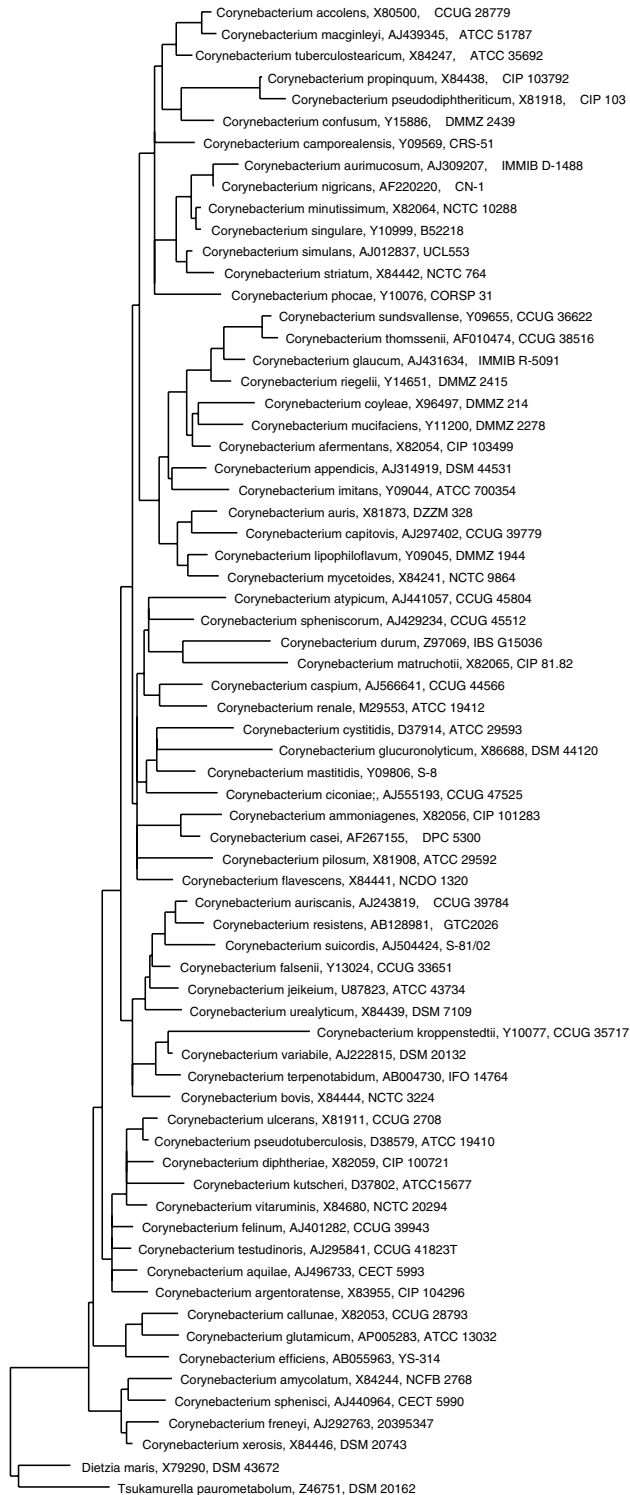 Corynebacterium accolens, X80500, CCUG 28779
Corynebacterium macginleyi, AJ439345, ATCC 51787
Corynebacterium tuberculostearicum, X84247, ATCC 35692
Corynebacterium propinquum, X84438, CIP 103792
Corynebacterium pseudodiphtheriticum, X81918, CIP 103
Corynebacterium confusum, Y15886, DMMZ 2439
Corynebacterium camporealensis, Y09569, CRS-51
Corynebacterium aurimucosum, AJ309207, IMMIB D-1488
Corynebacterium nigricans, AF220220, CN-1
Corynebacterium minutissimum, X82064, NCTC 10288
Corynebacterium singulare, Y10999, B52218
Corynebacterium simulans, AJ012837, UCL553
Corynebacterium striatum, X84442, NCTC 764
Corynebacterium phocae, Y10076, CORSP 31
Corynebacterium sundsvallense, Y09655, CCUG 36622
Corynebacterium thomssenii, AF010474, CCUG 38516
Corynebacterium glaucum, AJ431634, IMMIB R-5091
Corynebacterium riegelii, Y14651, DMMZ 2415
Corynebacterium coyleae, X96497, DMMZ 214
Corynebacterium mucifaciens, Y11200, DMMZ 2278
Corynebacterium afermentans, X82054, CIP 103499
Corynebacterium appendicis, AJ314919, DSM 44531
Corynebacterium imitans, Y09044, ATCC 700354
Corynebacterium auris, X81873, DZZM 328
Corynebacterium capitovis, AJ297402, CCUG 39779
Corynebacterium lipophiloflavum, Y09045, DMMZ 1944
Corynebacterium mycetoides, X84241, NCTC 9864
Corynebacterium atypicum, AJ441057, CCUG 45804
Corynebacterium spheniscorum, AJ429234, CCUG 45512
Corynebacterium durum, Z97069, IBS G15036
Corynebacterium matruchotii, X82065, CIP 81.82
Corynebacterium caspium, AJ566641, CCUG 44566
Corynebacterium renale, M29553, ATCC 19412
Corynebacterium cystitidis, D37914, ATCC 29593
Corynebacterium glucuronolyticum, X86688, DSM 44120
Corynebacterium mastitidis, Y09806, S-8
Corynebacterium ciconiae;, AJ555193, CCUG 47525
Corynebacterium ammoniagenes, X82056, CIP 101283
Corynebacterium casei, AF267155, DPC 5300
Corynebacterium pilosum, X81908, ATCC 29592
Corynebacterium flavescens, X84441, NCDO 1320
Corynebacterium auriscanis, AJ243819, CCUG 39784
Corynebacterium resistens, AB128981, GTC2026
Corynebacterium suicordis, AJ504424, S-81/02
Corynebacterium falsenii, Y13024, CCUG 33651
Corynebacterium jeikeium, U87823, ATCC 43734
Corynebacterium urealyticum, X84439, DSM 7109
Corynebacterium kroppenstedtii, Y10077, CCUG 35717
Corynebacterium variabile, AJ222815, DSM 20132
Corynebacterium terpenotabidum, AB004730, IFO 14764
Corynebacterium bovis, X84444, NCTC 3224
Corynebacterium ulcerans, X81911, CCUG 2708
Corynebacterium pseudotuberculosis, D38579, ATCC 19410
Corynebacterium diphtheriae, X82059, CIP 100721
Corynebacterium kutscheri, D37802, ATCC15677
Corynebacterium vitaruminis, X84680, NCTC 20294
Corynebacterium felinum, AJ401282, CCUG 39943
Corynebacterium testudinoris, AJ295841, CCUG 41823T
Corynebacterium aquilae, AJ496733, CECT 5993
Corynebacterium argentoratense, X83955, CIP 104296
Corynebacterium callunae, X82053, CCUG 28793
Corynebacterium glutamicum, AP005283, ATCC 13032
Corynebacterium efficiens, AB055963, YS-314
Corynebacterium amycolatum, X84244, NCFB 2768
Corynebacterium sphenisci, AJ440964, CECT 5990
Corynebacterium freneyi, AJ292763, 20395347
Corynebacterium xerosis, X84446, DSM 20743
Dietzia maris, X79290, DSM 43672
Tsukamurella paurometabolum, Z46751, DSM 20162